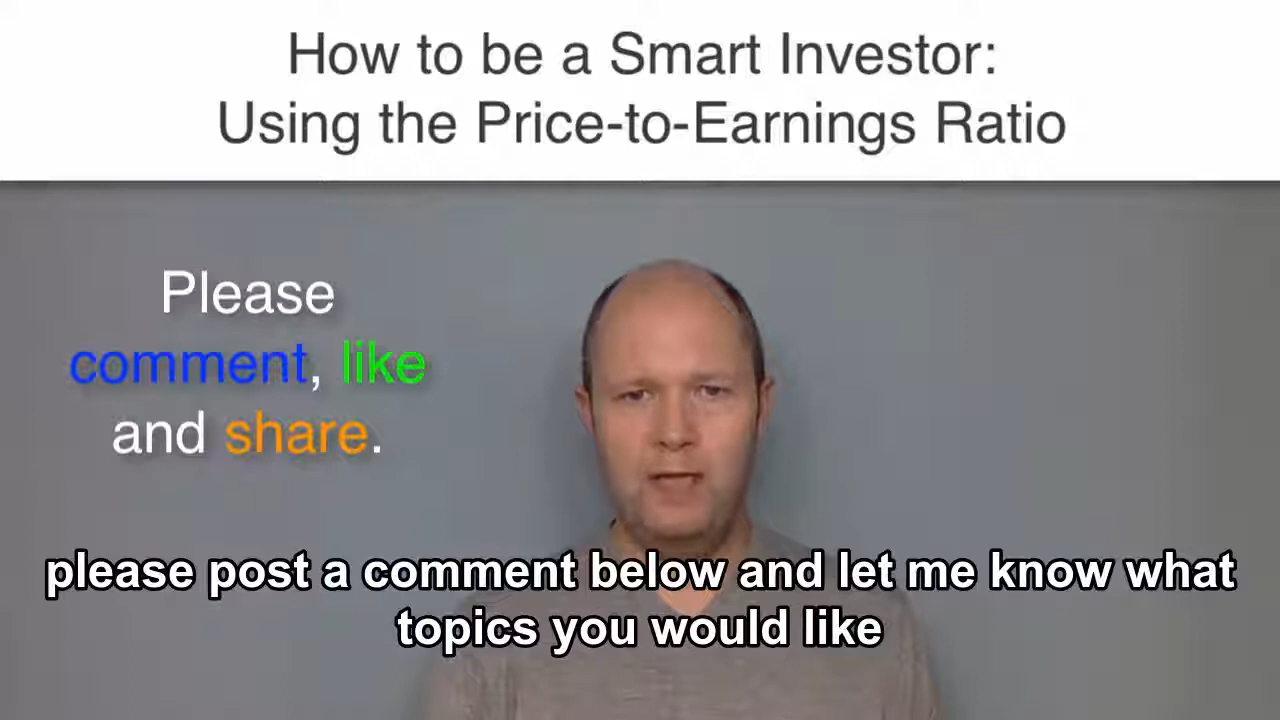 How to be a Smart Investor:
Using the Price-to-Earnings Ratio
Please
comment, like
and share.
please post a comment below and let me know what
topics you would like